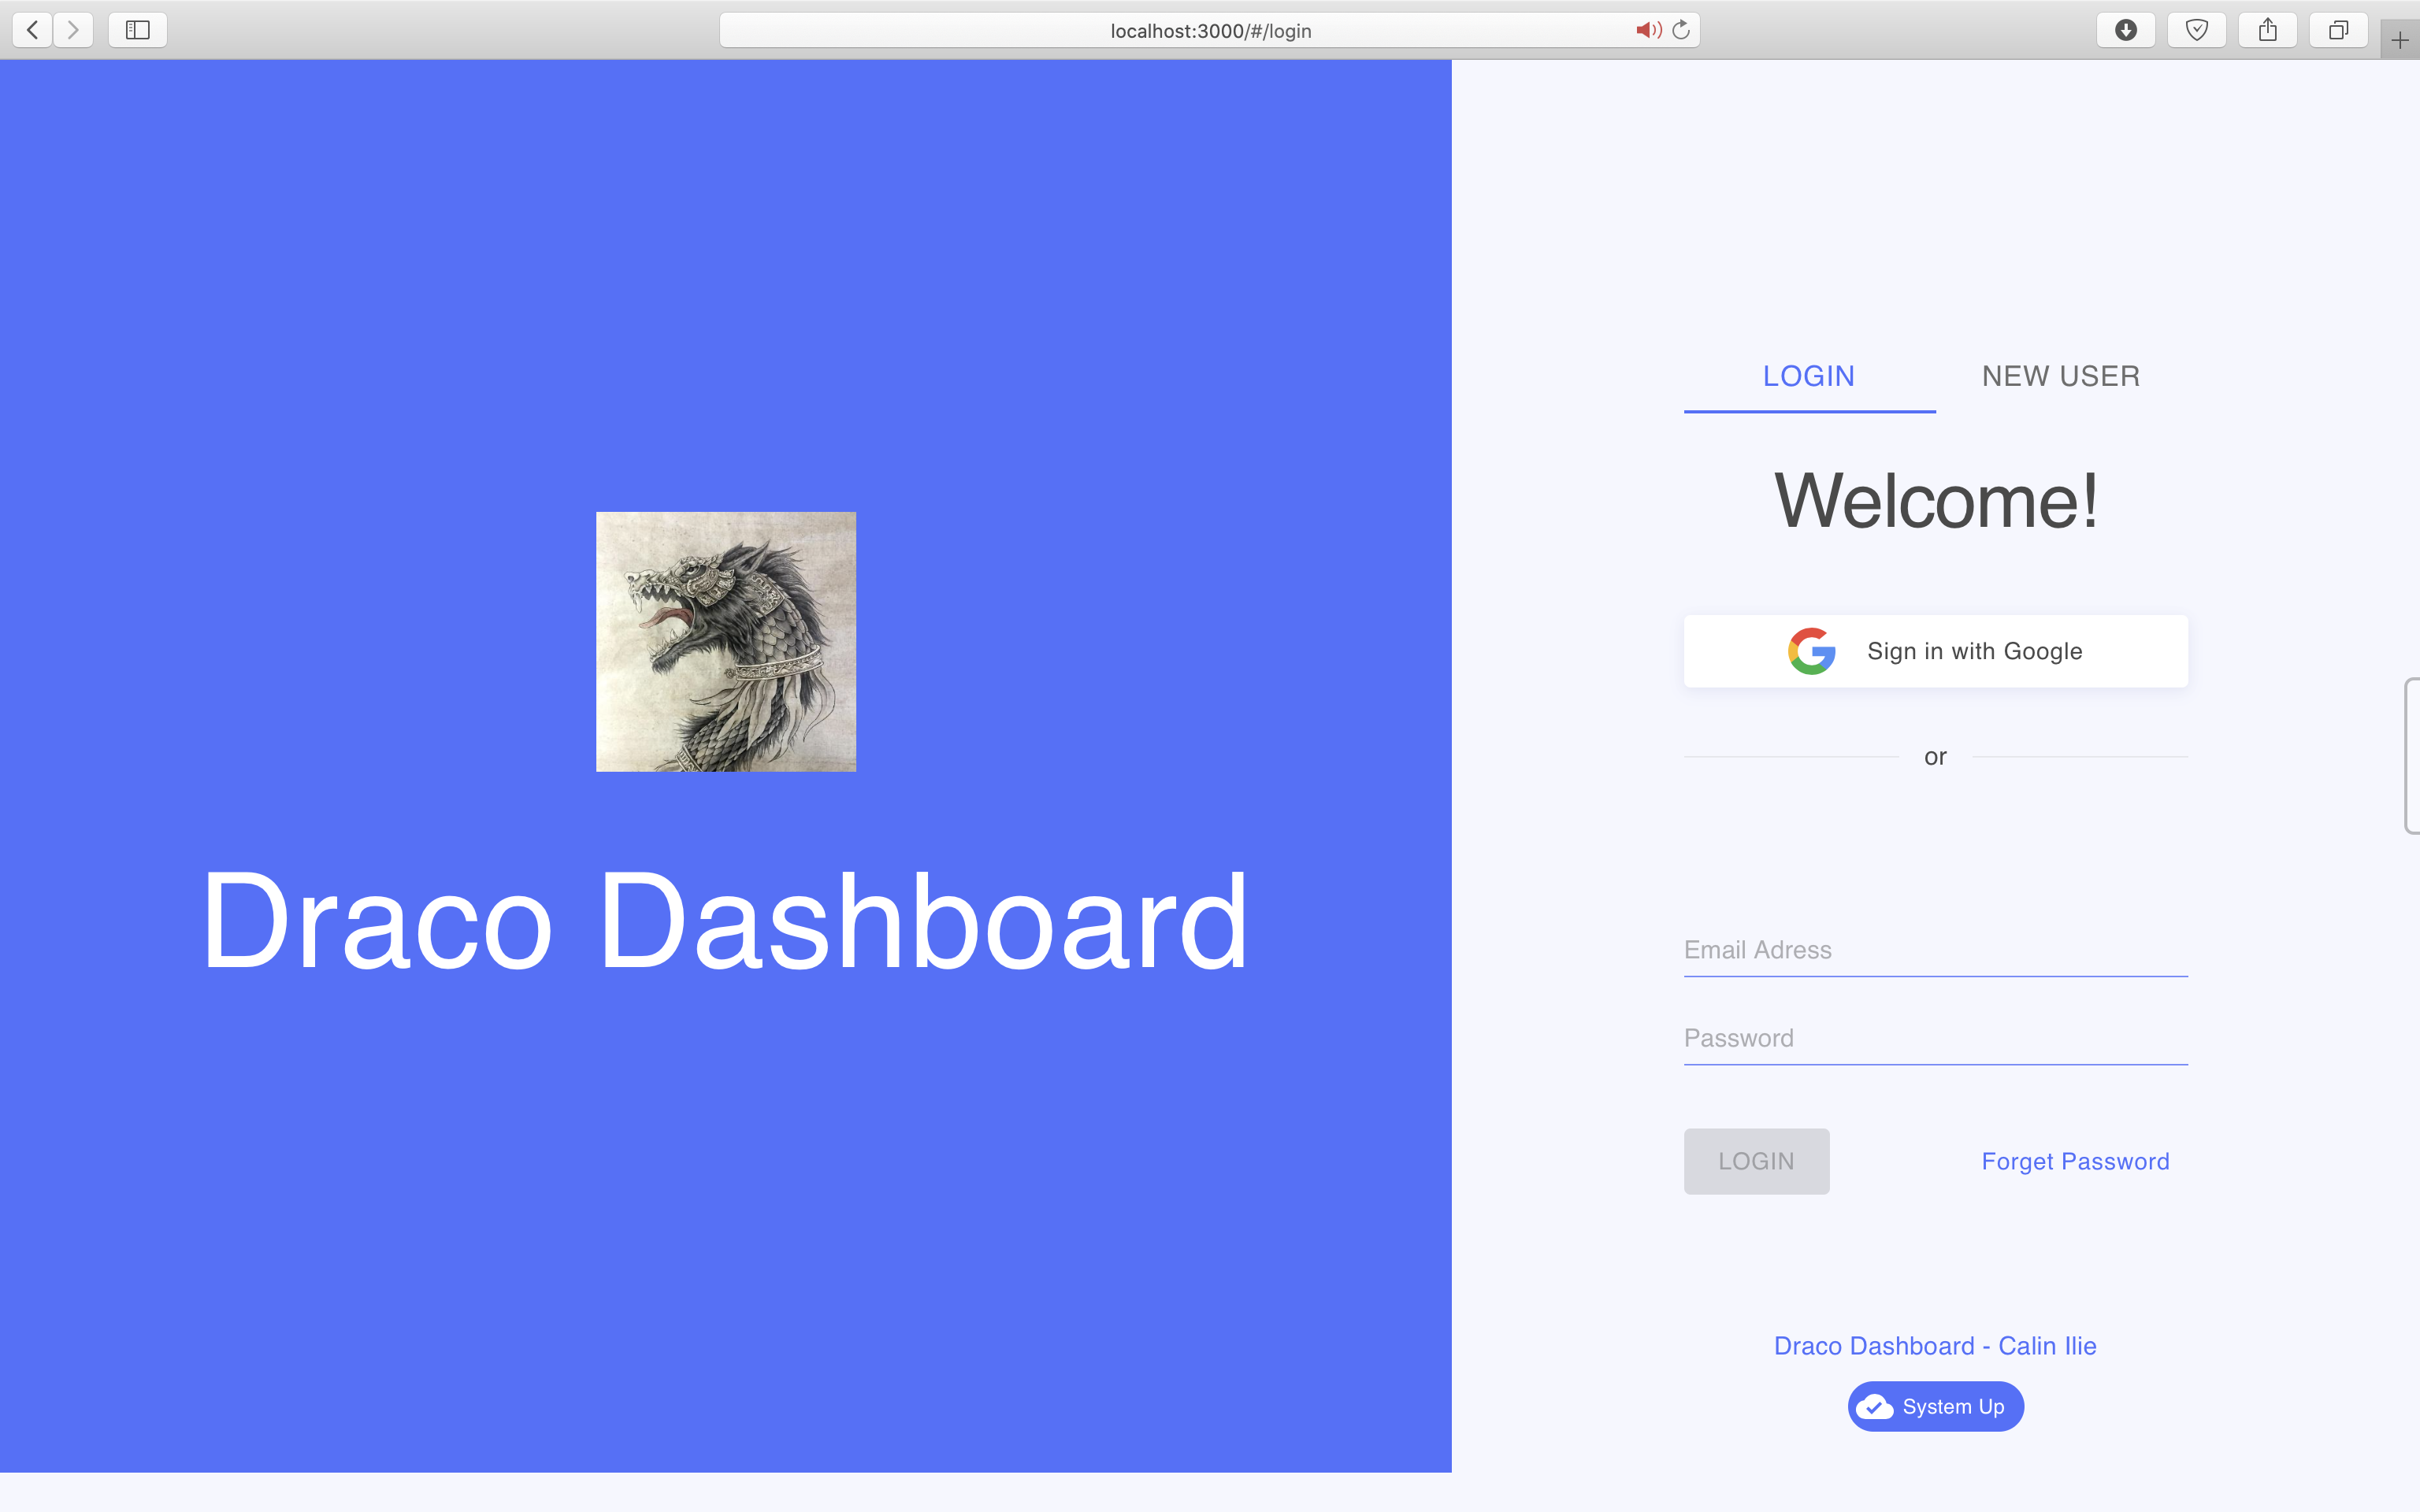 localhost:3000/#/login
LOGIN
NEW USER
Welcome!
Sign in with Google
or
Draco Dashboard
Email Adress
Password
LOGIN
Forget Password
Draco Dashboard - Calin Ilie
System Up